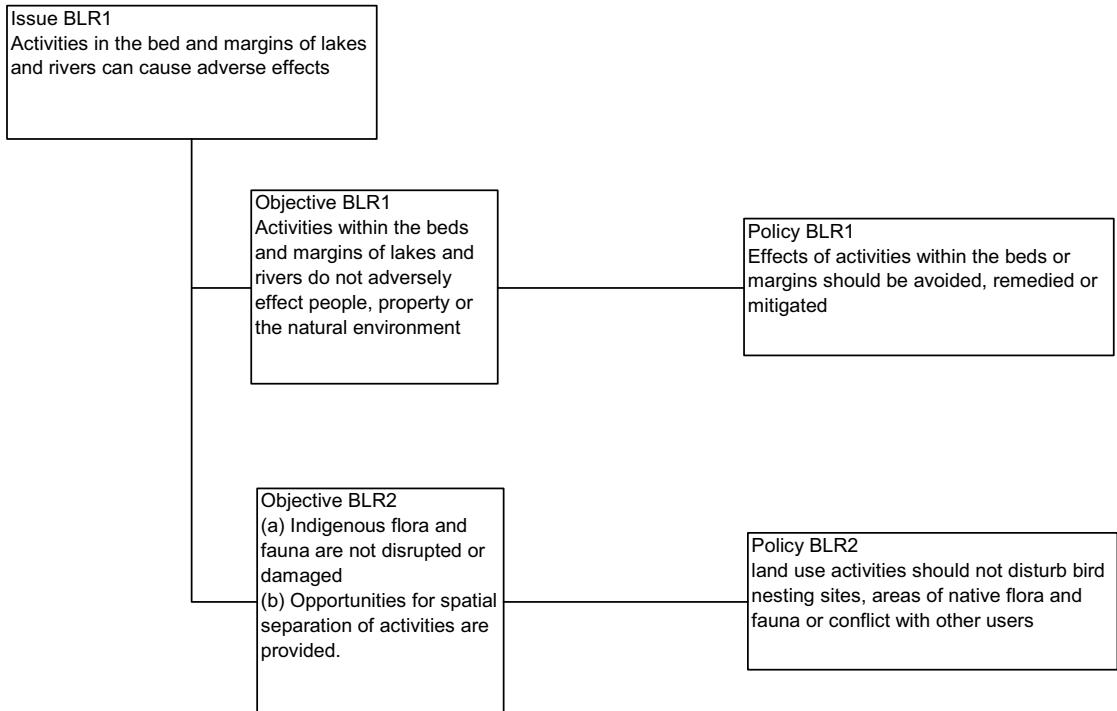 Issue BLR1
Activities in the bed and margins of lakes
and rivers can cause adverse effects
Objective BLR1
Activities within the beds
and margins of lakes and
rivers do not adversely
effect people, property or
the natural environment
Policy BLR1
Effects of activities within the beds or
margins should be avoided, remedied or
mitigated
Objective BLR2
(a) Indigenous flora and
fauna are not disrupted or
damaged
(b) Opportunities for spatial
separation of activities are
provided.
Policy BLR2
land use activities should not disturb bird
nesting sites, areas of native flora and
fauna or conflict with other users